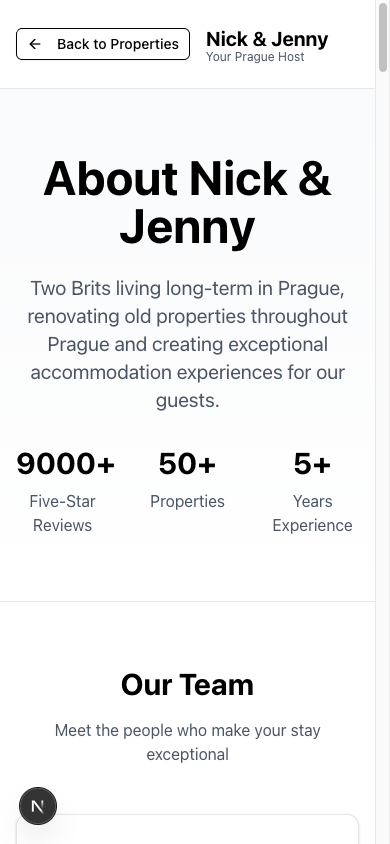 Back to Properties
Nick & Jenny
Your Prague Host
About Nick &
Jenny
Two Brits living long-term in Prague,
renovating old properties throughout
Prague and creating exceptional
accommodation experiences for our
guests.
9000+
Five-Star
Reviews
50+
Properties
5+
Years
Experience
Our Team
Meet the people who make your stay
exceptional
N